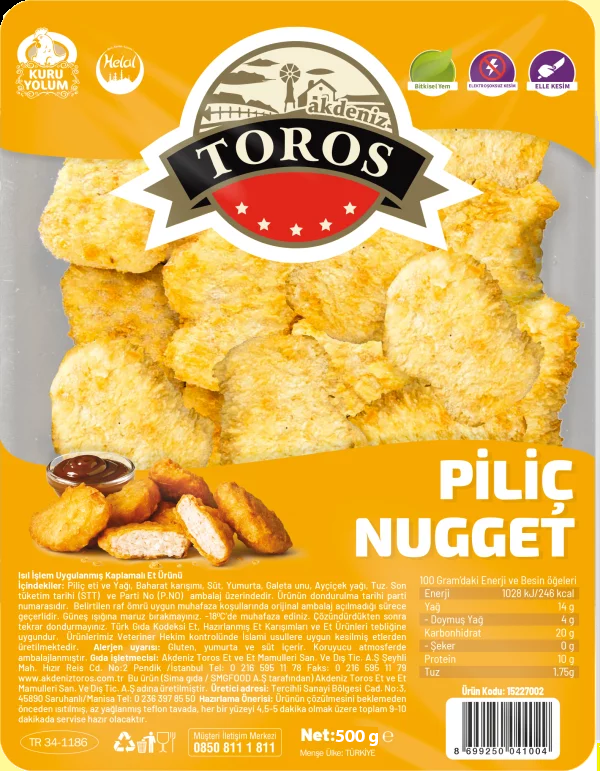 KURU
YOLUM
Helal
Bitkisel Yem
ELEKTROŞOKSUZ KESİM
ELLE KESİM
akdeniz
TOROS
PİLİÇ
NUGGET
Isıl İşlem Uygulanmış Kaplamalı Et Ürünü
İçindekiler: Piliç eti ve Yağı, Baharat karışımı, Süt, Yumurta, Galeta unu, Ayçiçek yağı, Tuz. Son
tüketim tarihi (STT) ve Parti No (P.NO) ambalaj üzerindedir. Ürünün dondurulma tarihi parti
numarasıdır. Belirtilen raf ömrü uygun muhafaza koşullarında orijinal ambalaj açılmadığı sürece
geçerlidir. Güneş ışığına maruz bırakmayınız. -18°C'de muhafaza ediniz. Çözündürdükten sonra
tekrar dondurmayınız. Türk Gıda Kodeksi Et, Hazırlanmış Et Karışımları ve Et Ürünleri tebliğine
uygundur. Ürünlerimiz Veteriner Hekim kontrolünde İslami usullere uygun kesilmiş etlerden
üretilmektedir. Alerjen uyarısı: Gluten, yumurta ve süt içerir. Koruyucu atmosferde
ambalajlanmıştır. Gıda işletmecisi: Akdeniz Toros Et ve Et Mamulleri San. Ve Dış Tic. A.Ş Şeyhli
Mah. Hızır Reis Cd. No:2 Pendik /İstanbul Tel: 0 216 595 11 78 Faks: 0 216 595 11 79
www.akdeniztoros.com.tr Bu ürün (Sima gıda / SMGFOOD A.Ş tarafından) Akdeniz Toros Et ve Et
Mamulleri San. Ve Dış Tic. A.Ş adına üretilmiştir. Üretici adresi: Tercihli Sanayi Bölgesi Cad. No:3,
45890 Saruhanlı/Manisa Tel: 0 236 397 85 50 Hazırlama Önerisi: Ürünün çözülmesini beklemeden
önceden ısıtılmış, az yağlanmış teflon tavada, her bir yüzeyi 4,5-5 dakika olmak üzere toplam 9-10
dakikada servise hazır olacaktır.
100 Gram'daki Enerji ve Besin öğeleri
Enerji 1028 kJ/246 kcal
Yağ 14 g
- Doymuş Yağ 4 g
Karbonhidrat 20 g
- Şeker 0 g
Protein 10 g
Tuz 1.75g
Ürün Kodu: 15227002
8 699250 041004
TR 34-1186
Müşteri İletişim Merkezi
0850 811 1 811
Net:500 g e
Menşe Ülke: TÜRKİYE